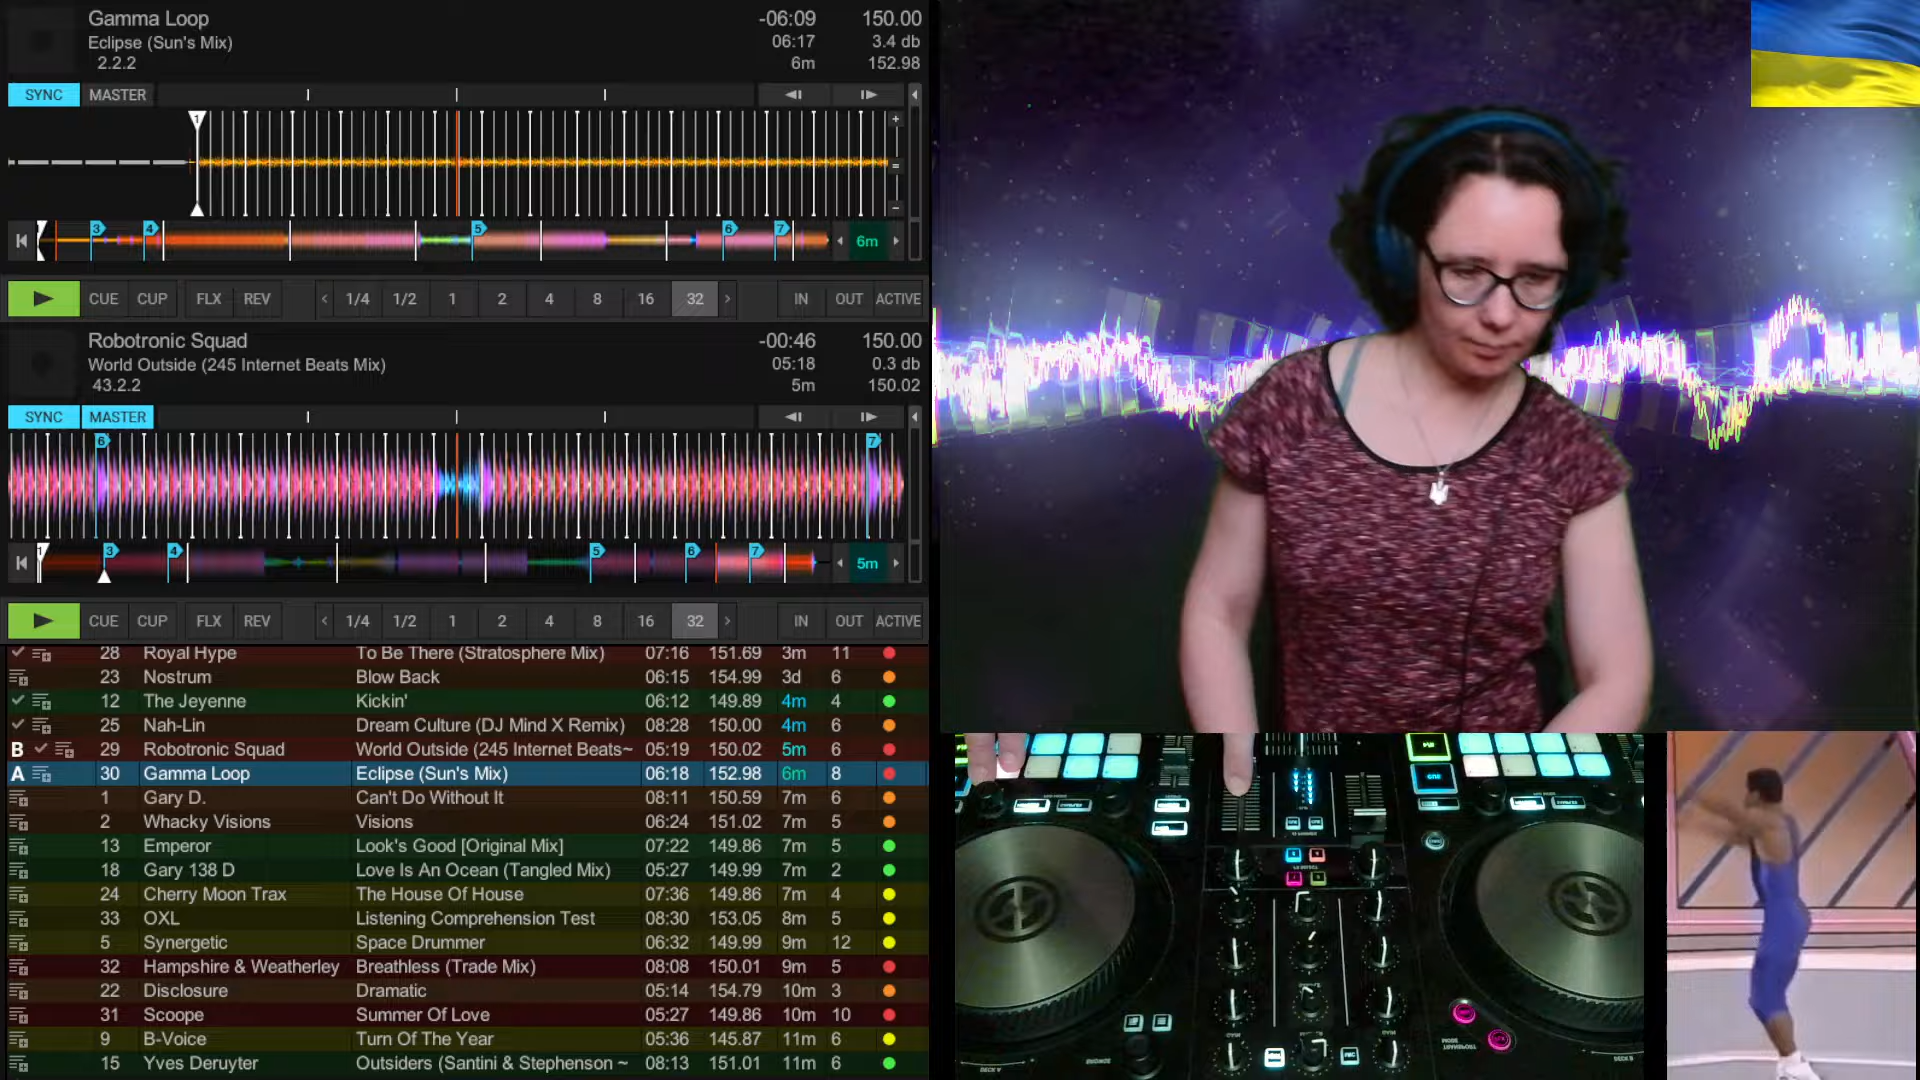 Gamma Loop -06:09 150.00
Eclipse (Sun's Mix) 06:17 3.4 db
2.2.2 6m 152.98
SYNC MASTER
1
3 4 5 6 7 6m
CUE CUP FLX REV 1/4 1/2 1 2 4 8 16 32 IN OUT ACTIVE
Robotronic Squad -00:46 150.00
World Outside (245 Internet Beats Mix) 05:18 0.3 db
43.2.2 5m 150.02
SYNC MASTER
6 7
1 3 4 5 6 7 5m
CUE CUP FLX REV 1/4 1/2 1 2 4 8 16 32 IN OUT ACTIVE
28 Royal Hype To Be There (Stratosphere Mix) 07:16 151.69 3m 11
23 Nostrum Blow Back 06:15 154.99 3d 6
12 The Jeyenne Kickin' 06:12 149.89 4m 4
25 Nah-Lin Dream Culture (DJ Mind X Remix) 08:28 150.00 4m 6
B 29 Robotronic Squad World Outside (245 Internet Beats~ 05:19 150.02 5m 6
A 30 Gamma Loop Eclipse (Sun's Mix) 06:18 152.98 6m 8
1 Gary D. Can't Do Without It 08:11 150.59 7m 6
2 Whacky Visions Visions 06:24 151.02 7m 5
13 Emperor Look's Good [Original Mix] 07:22 149.86 7m 5
18 Gary 138 D Love Is An Ocean (Tangled Mix) 05:27 149.99 7m 2
24 Cherry Moon Trax The House Of House 07:36 149.86 7m 4
33 OXL Listening Comprehension Test 08:30 153.05 8m 5
5 Synergetic Space Drummer 06:32 149.99 9m 12
32 Hampshire & Weatherley Breathless (Trade Mix) 08:08 150.01 9m 5
22 Disclosure Dramatic 05:14 154.79 10m 3
31 Scoope Summer Of Love 05:27 149.86 10m 10
9 B-Voice Turn Of The Year 05:36 145.87 11m 6
15 Yves Deruyter Outsiders (Santini & Stephenson ~ 08:13 151.01 11m 6
DECK A